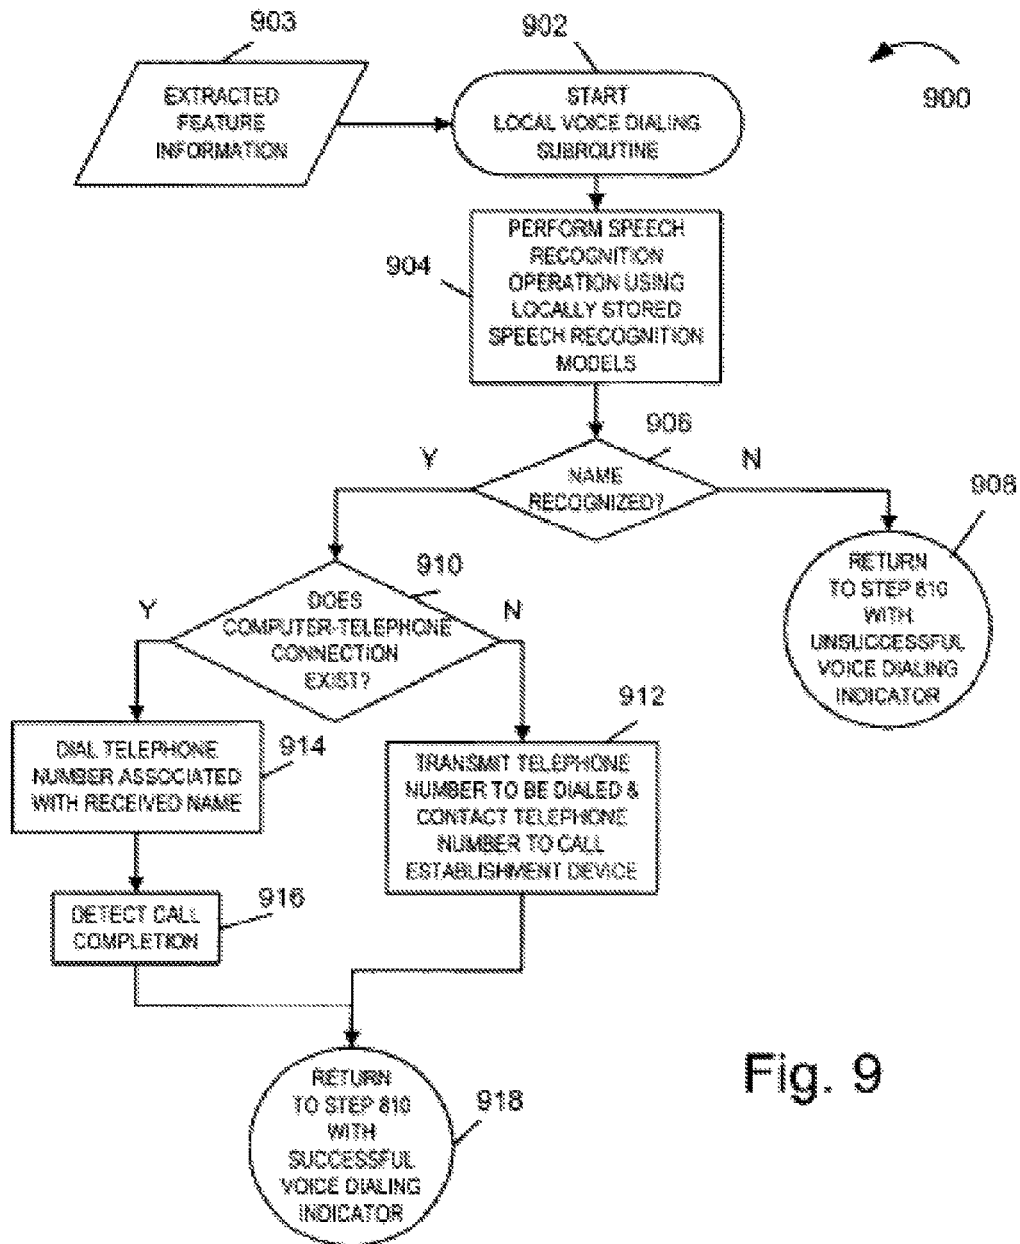 903
902
900
EXTRACTED
FEATURE
INFORMATION
START
LOCAL VOICE DIALING
SUBROUTINE
904
PERFORM SPEECH
RECOGNITION
OPERATION USING
LOCALLY STORED
SPEECH RECOGNITION
MODELS
906
Y
N
NAME
RECOGNIZED?
908
RETURN
TO STEP 810
WITH
UNSUCCESSFUL
VOICE DIALING
INDICATOR
910
Y
N
DOES
COMPUTER-TELEPHONE
CONNECTION
EXIST?
912
914
DIAL TELEPHONE
NUMBER ASSOCIATED
WITH RECEIVED NAME
TRANSMIT TELEPHONE
NUMBER TO BE DIALED &
CONTACT TELEPHONE
NUMBER TO CALL
ESTABLISHMENT DEVICE
916
DETECT CALL
COMPLETION
918
RETURN
TO STEP 810
WITH
SUCCESSFUL
VOICE DIALING
INDICATOR
Fig. 9